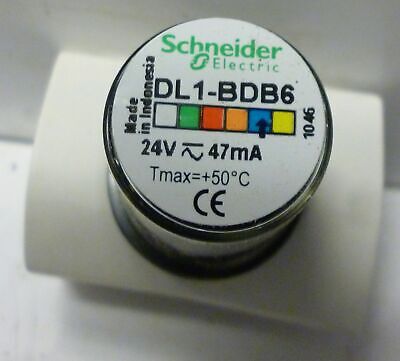 Schneider
Electric
DL1-BDB6
Made
in Indonesia
1046
24V ⏦ 47mA
Tmax=+50°C
CE